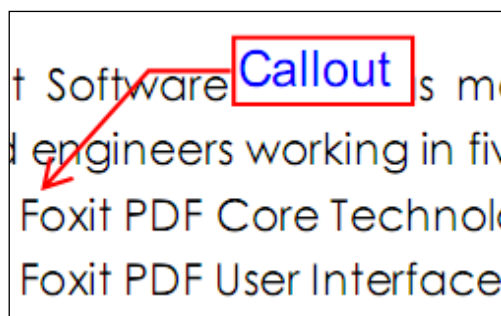 t Software Callout s m
engineers working in fiv
Foxit PDF Core Technol
Foxit PDF User Interface